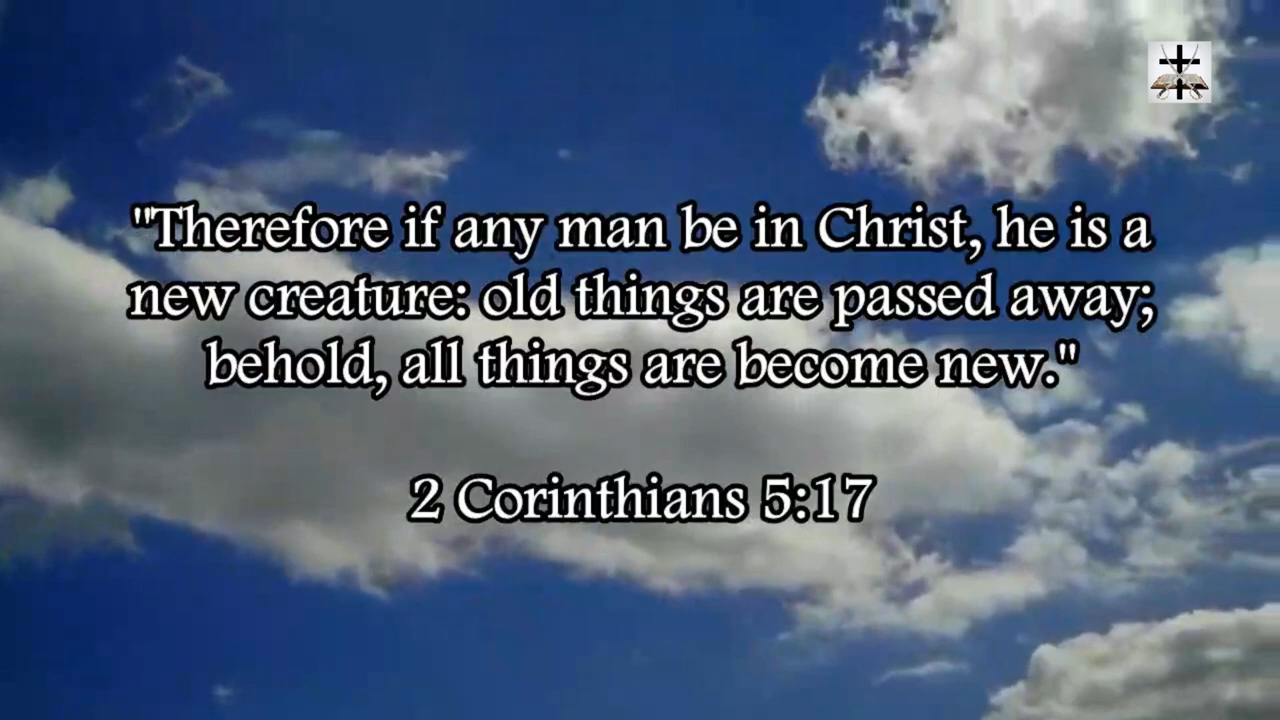 "Therefore if any man be in Christ, he is a
new creature: old things are passed away;
behold, all things are become new."
2 Corinthians 5:17